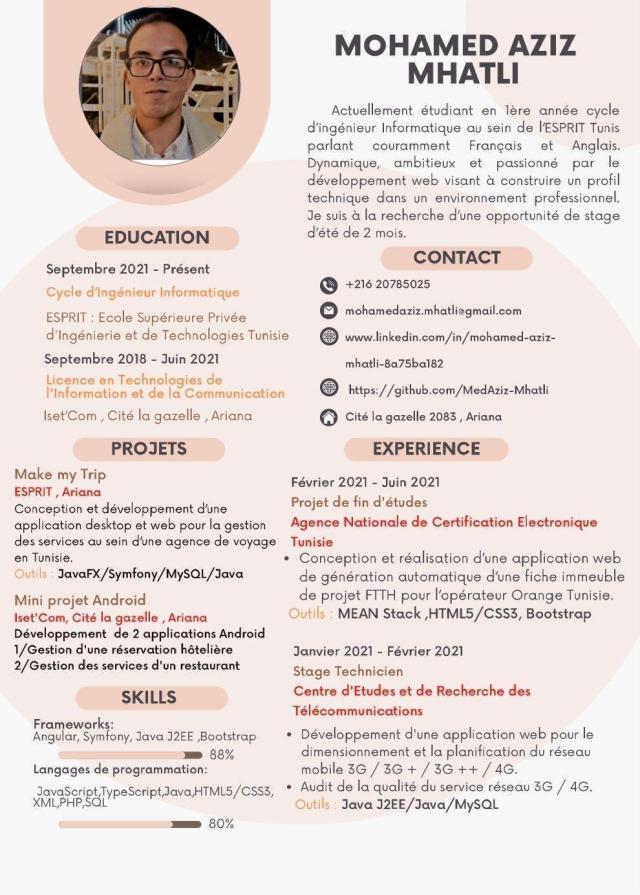 MOHAMED AZIZ
MHATLI
Actuellement étudiant en 1ère année cycle
d'ingénieur Informatique au sein de l'ESPRIT Tunis
parlant couramment Français et Anglais.
Dynamique, ambitieux et passionné par le
développement web visant à construire un profil
technique dans un environnement professionnel.
Je suis à la recherche d'une opportunité de stage
d'été de 2 mois.
EDUCATION
Septembre 2021 - Présent
Cycle d'Ingénieur Informatique
ESPRIT : Ecole Supérieure Privée
d'Ingénierie et de Technologies Tunisie
Septembre 2018 - Juin 2021
Licence en Technologies de
l'Information et de la Communication
Iset'Com , Cité la gazelle , Ariana
CONTACT
+216 20785025
mohamedaziz.mhatli@gmail.com
www.linkedin.com/in/mohamed-aziz-
mhatli-8a75ba182
https://github.com/MedAziz-Mhatli
Cité la gazelle 2083 , Ariana
PROJETS
Make my Trip
ESPRIT , Ariana
Conception et développement d'une
application desktop et web pour la gestion
des services au sein d'une agence de voyage
en Tunisie.
Outils : JavaFX/Symfony/MySQL/Java
Mini projet Android
Iset'Com, Cité la gazelle , Ariana
Développement de 2 applications Android
1/Gestion d'une réservation hôtelière
2/Gestion des services d'un restaurant
EXPERIENCE
Février 2021 - Juin 2021
Projet de fin d'études
Agence Nationale de Certification Electronique
Tunisie
• Conception et réalisation d'une application web
de génération automatique d'une fiche immeuble
de projet FTTH pour l'opérateur Orange Tunisie.
Outils : MEAN Stack ,HTML5/CSS3, Bootstrap
Janvier 2021 - Février 2021
Stage Technicien
Centre d'Etudes et de Recherche des
Télécommunications
• Développement d'une application web pour le
dimensionnement et la planification du réseau
mobile 3G / 3G + / 3G ++ / 4G.
• Audit de la qualité du service réseau 3G / 4G.
Outils : Java J2EE/Java/MySQL
SKILLS
Frameworks:
Angular, Symfony, Java J2EE ,Bootstrap
88%
Langages de programmation:
JavaScript,TypeScript,Java,HTML5/CSS3,
XML,PHP,SQL
80%